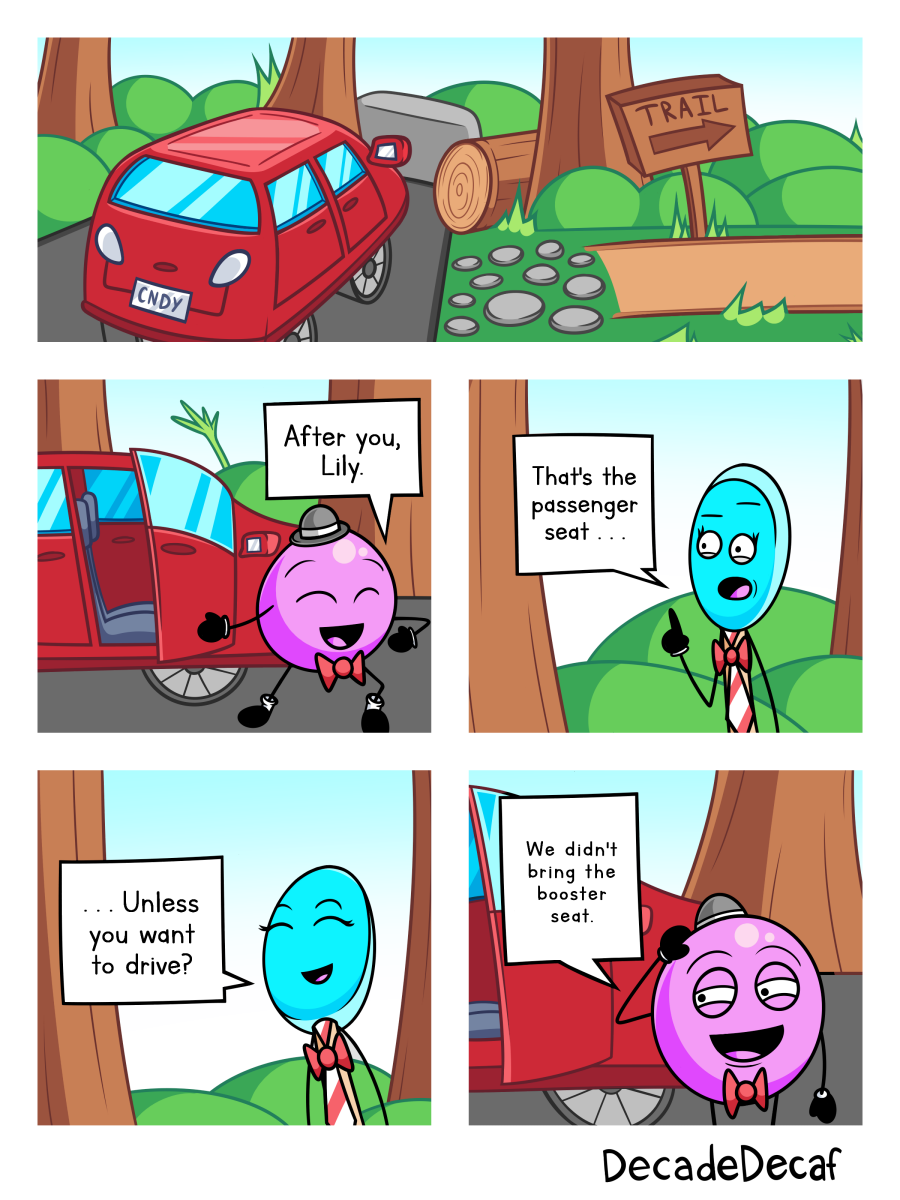 TRAIL
CNDY
After you,
Lily.
That's the
passenger
seat . . .
. . . Unless
you want
to drive?
We didn't
bring the
booster
seat.
DecadeDecaf